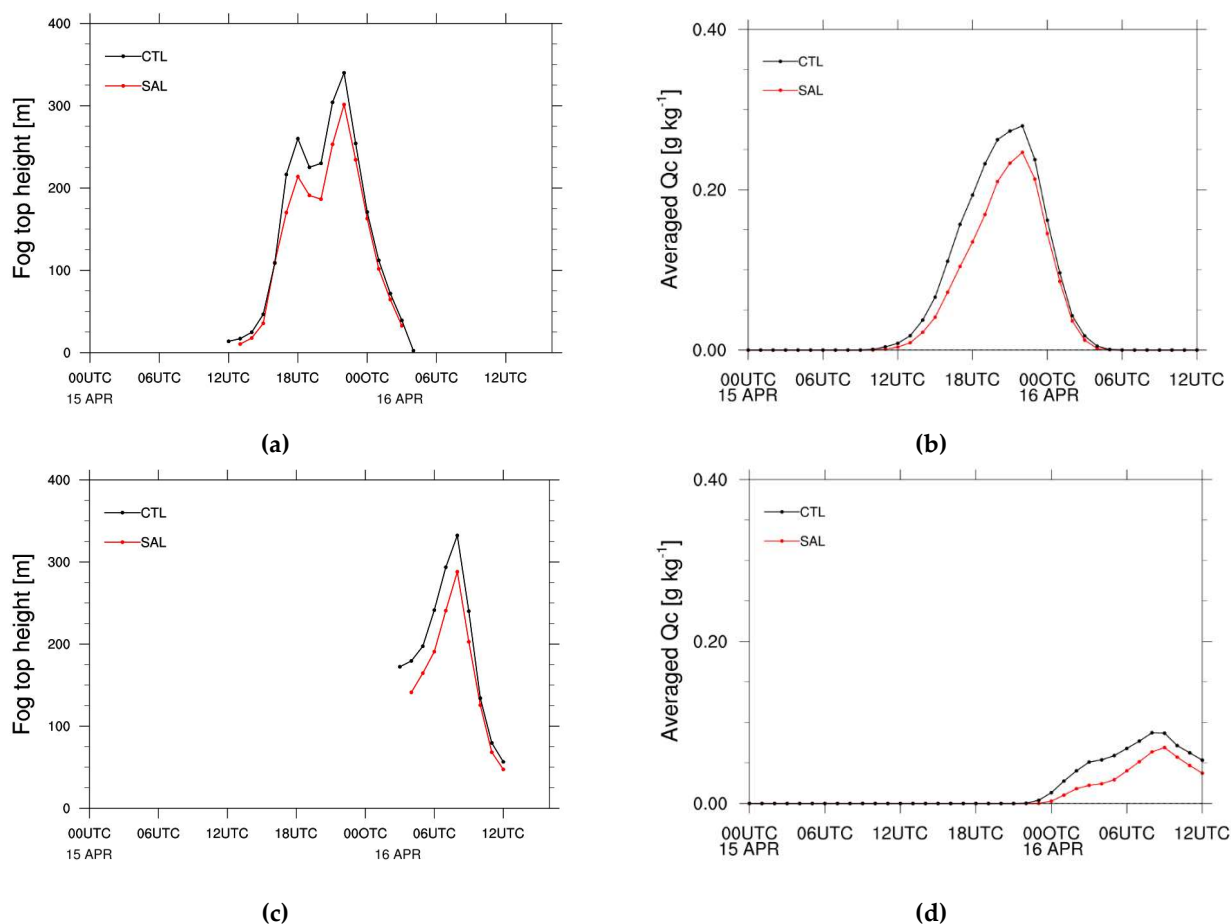 400
300
200
100
0
Fog top height [m]
CTL
SAL
00UTC 06UTC 12UTC 18UTC 00OTC 06UTC 12UTC
15 APR 16 APR
(a)
0.40
0.20
0.00
Averaged Qc [g kg⁻¹]
CTL
SAL
00UTC 06UTC 12UTC 18UTC 00OTC 06UTC 12UTC
15 APR 16 APR
(b)
400
300
200
100
0
Fog top height [m]
CTL
SAL
00UTC 06UTC 12UTC 18UTC 00OTC 06UTC 12UTC
15 APR 16 APR
(c)
0.40
0.20
0.00
Averaged Qc [g kg⁻¹]
CTL
SAL
00UTC 06UTC 12UTC 18UTC 00OTC 06UTC 12UTC
15 APR 16 APR
(d)